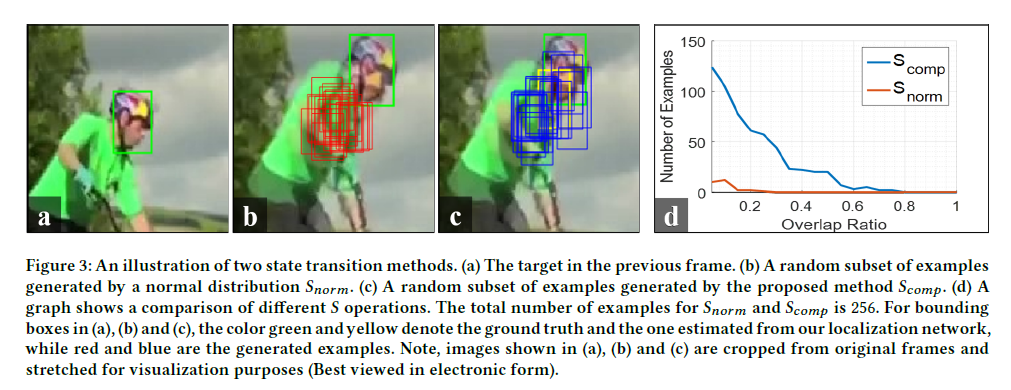 a
b
c
d
150
100
50
0
Number of Examples
0.2 0.4 0.6 0.8 1
Overlap Ratio
S comp
S norm
Figure 3: An illustration of two state transition methods. (a) The target in the previous frame. (b) A random subset of examples
generated by a normal distribution Snorm. (c) A random subset of examples generated by the proposed method Scomp. (d) A
graph shows a comparison of different S operations. The total number of examples for Snorm and Scomp is 256. For bounding
boxes in (a), (b) and (c), the color green and yellow denote the ground truth and the one estimated from our localization network,
while red and blue are the generated examples. Note, images shown in (a), (b) and (c) are cropped from original frames and
stretched for visualization purposes (Best viewed in electronic form).